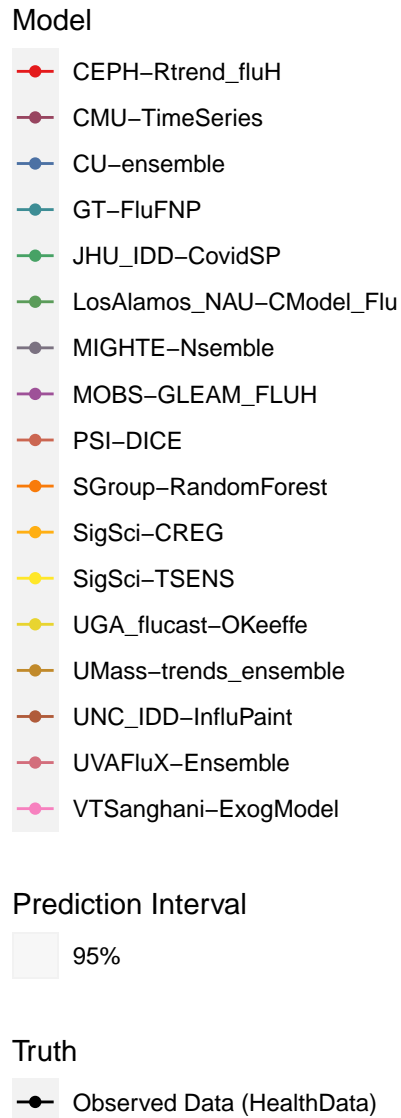 Model
CEPH−Rtrend_fluH
CMU−TimeSeries
CU−ensemble
GT−FluFNP
JHU_IDD−CovidSP
LosAlamos_NAU−CModel_Flu
MIGHTE−Nsemble
MOBS−GLEAM_FLUH
PSI−DICE
SGroup−RandomForest
SigSci−CREG
SigSci−TSENS
UGA_flucast−OKeeffe
UMass−trends_ensemble
UNC_IDD−InfluPaint
UVAFluX−Ensemble
VTSanghani−ExogModel
Prediction Interval
95%
Truth
Observed Data (HealthData)